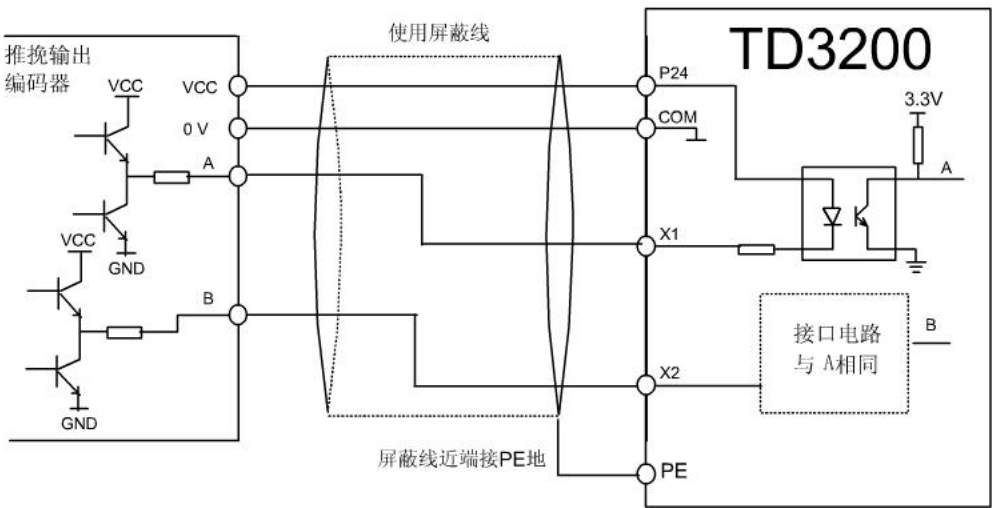 推挽输出
编码器
VCC
VCC
0 V
A
GND
VCC
B
GND
使用屏蔽线
屏蔽线近端接PE地
TD3200
P24
COM
3.3V
A
X1
接口电路
与 A相同
B
X2
PE